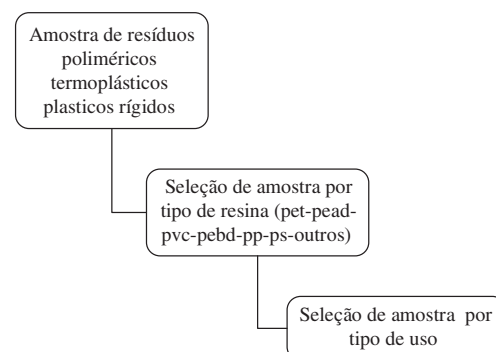 Amostra de resíduos
poliméricos
termoplásticos
plasticos rígidos
Seleção de amostra por
tipo de resina (pet-pead-
pvc-pebd-pp-ps-outros)
Seleção de amostra por
tipo de uso